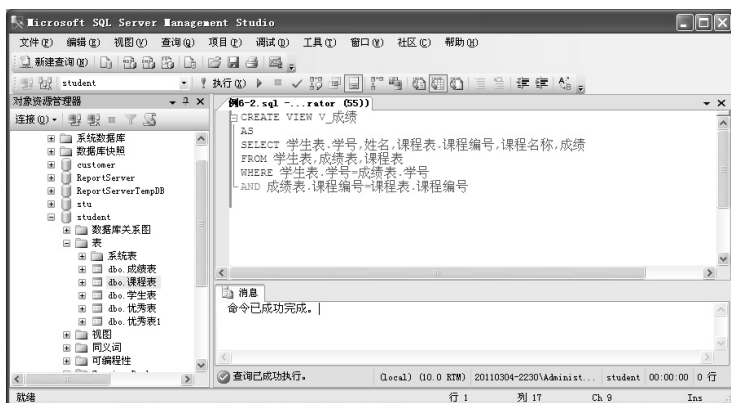 Microsoft SQL Server Management Studio
文件(F) 编辑(E) 视图(V) 查询(Q) 项目(P) 调试(D) 工具(T) 窗口(W) 社区(C) 帮助(H)
新建查询(N)
student 执行(X)
对象资源管理器
连接(O)
系统数据库
数据库快照
customer
ReportServer
ReportServerTempDB
stu
student
数据库关系图
表
系统表
dbo.成绩表
dbo.课程表
dbo.学生表
dbo.优秀表
dbo.优秀表1
视图
同义词
可编程性
例6-2.sql -...rator (55))
CREATE VIEW V_成绩
AS
SELECT 学生表.学号,姓名,课程表.课程编号,课程名称,成绩
FROM 学生表,成绩表,课程表
WHERE 学生表.学号=成绩表.学号
AND 成绩表.课程编号=课程表.课程编号
消息
命令已成功完成。
查询已成功执行。 (local) (10.0 RTM) 20110304-2230\Administ... student 00:00:00 0 行
就绪 行 1 列 17 Ch 9 Ins